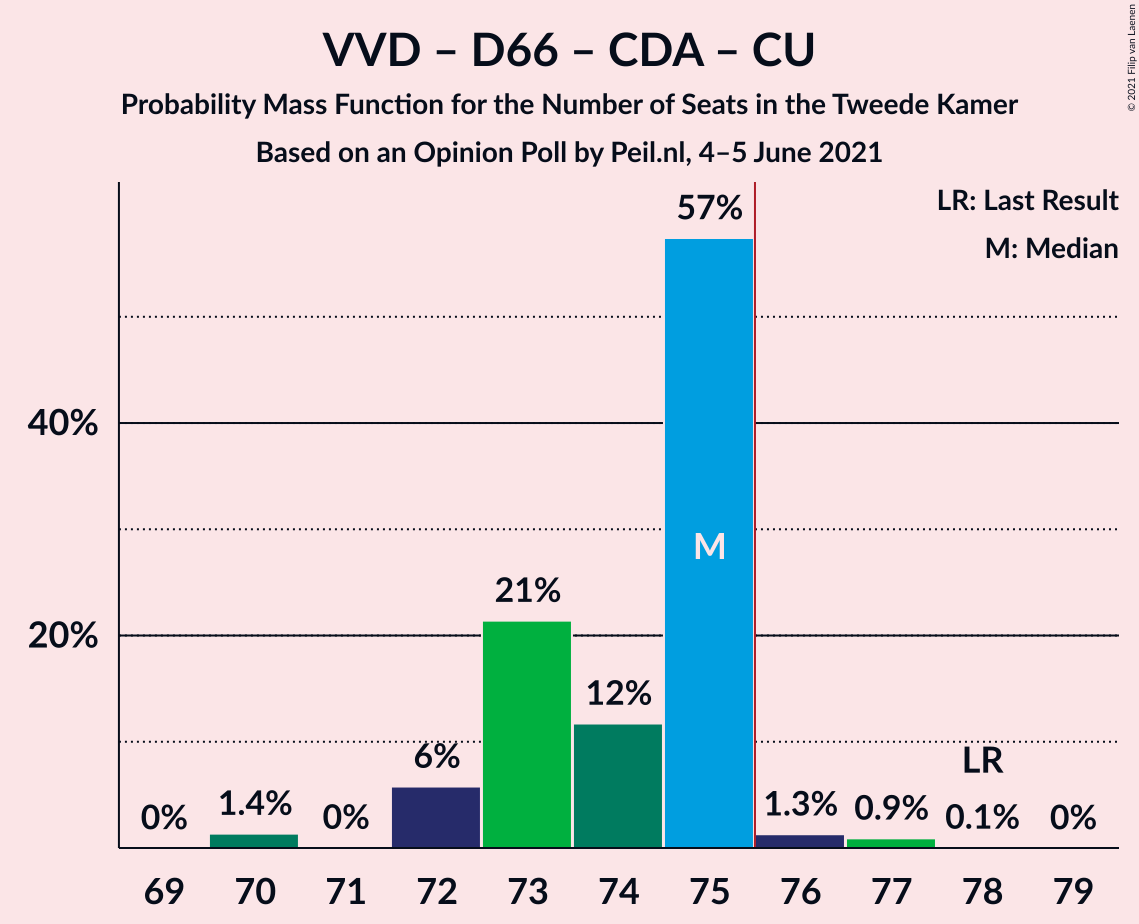 VVD – D66 – CDA – CU
Probability Mass Function for the Number of Seats in the Tweede Kamer
Based on an Opinion Poll by Peil.nl, 4–5 June 2021
© 2021 Filip van Laenen
LR: Last Result
M: Median
57%
40%
M
21%
20%
12%
6%
LR
0%
1.4%
0%
1.3%
0.9%
0.1%
0%
69 70 71 72 73 74 75 76 77 78 79